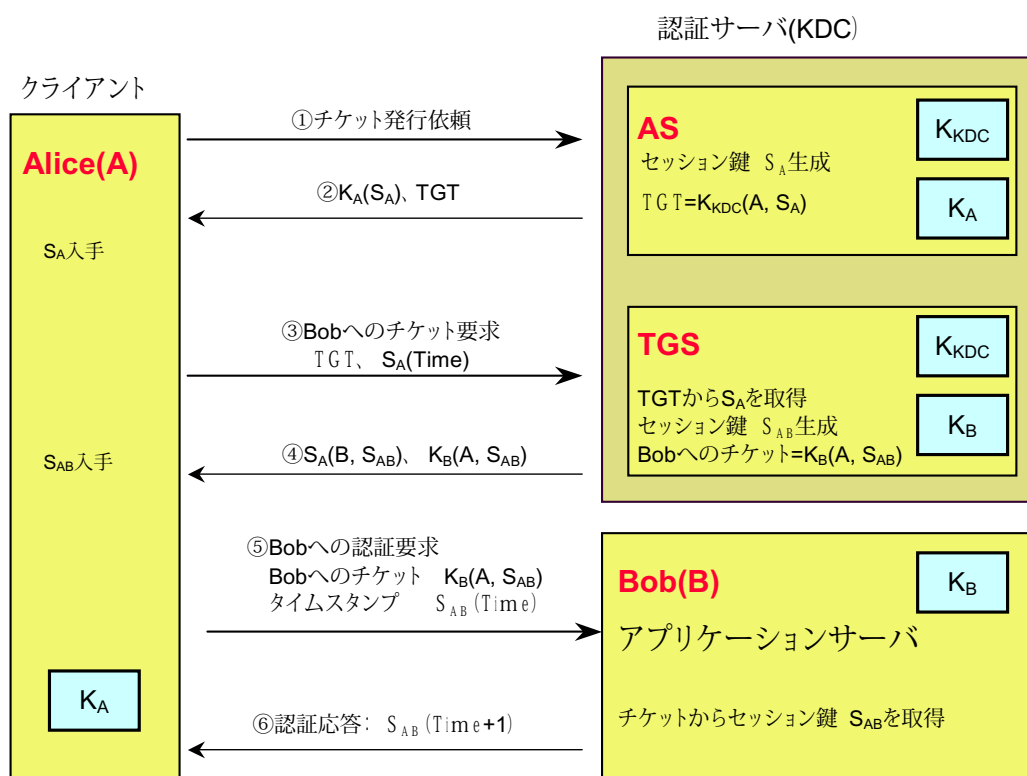 認証サーバ(KDC)
クライアント
Alice(A)
①チケット発行依頼
AS
セッション鍵 SA生成
TGT=KKDC(A, SA)
KKDC
KA
②KA(SA)、TGT
SA入手
③Bobへのチケット要求
TGT、 SA(Time)
TGS
TGTからSAを取得
セッション鍵 SAB生成
Bobへのチケット=KB(A, SAB)
KKDC
KB
④SA(B, SAB)、 KB(A, SAB)
SAB入手
⑤Bobへの認証要求
Bobへのチケット KB(A, SAB)
タイムスタンプ SAB(Time)
Bob(B)
KB
アプリケーションサーバ
チケットからセッション鍵 SABを取得
KA
⑥認証応答: SAB(Time+1)